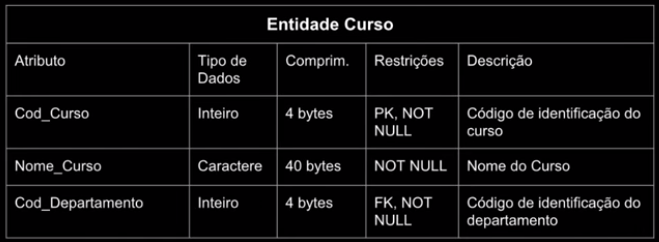 Entidade Curso
Atributo Tipo de Dados Comprim. Restrições Descrição
Cod_Curso Inteiro 4 bytes PK, NOT NULL Código de identificação do curso
Nome_Curso Caractere 40 bytes NOT NULL Nome do Curso
Cod_Departamento Inteiro 4 bytes FK, NOT NULL Código de identificação do departamento